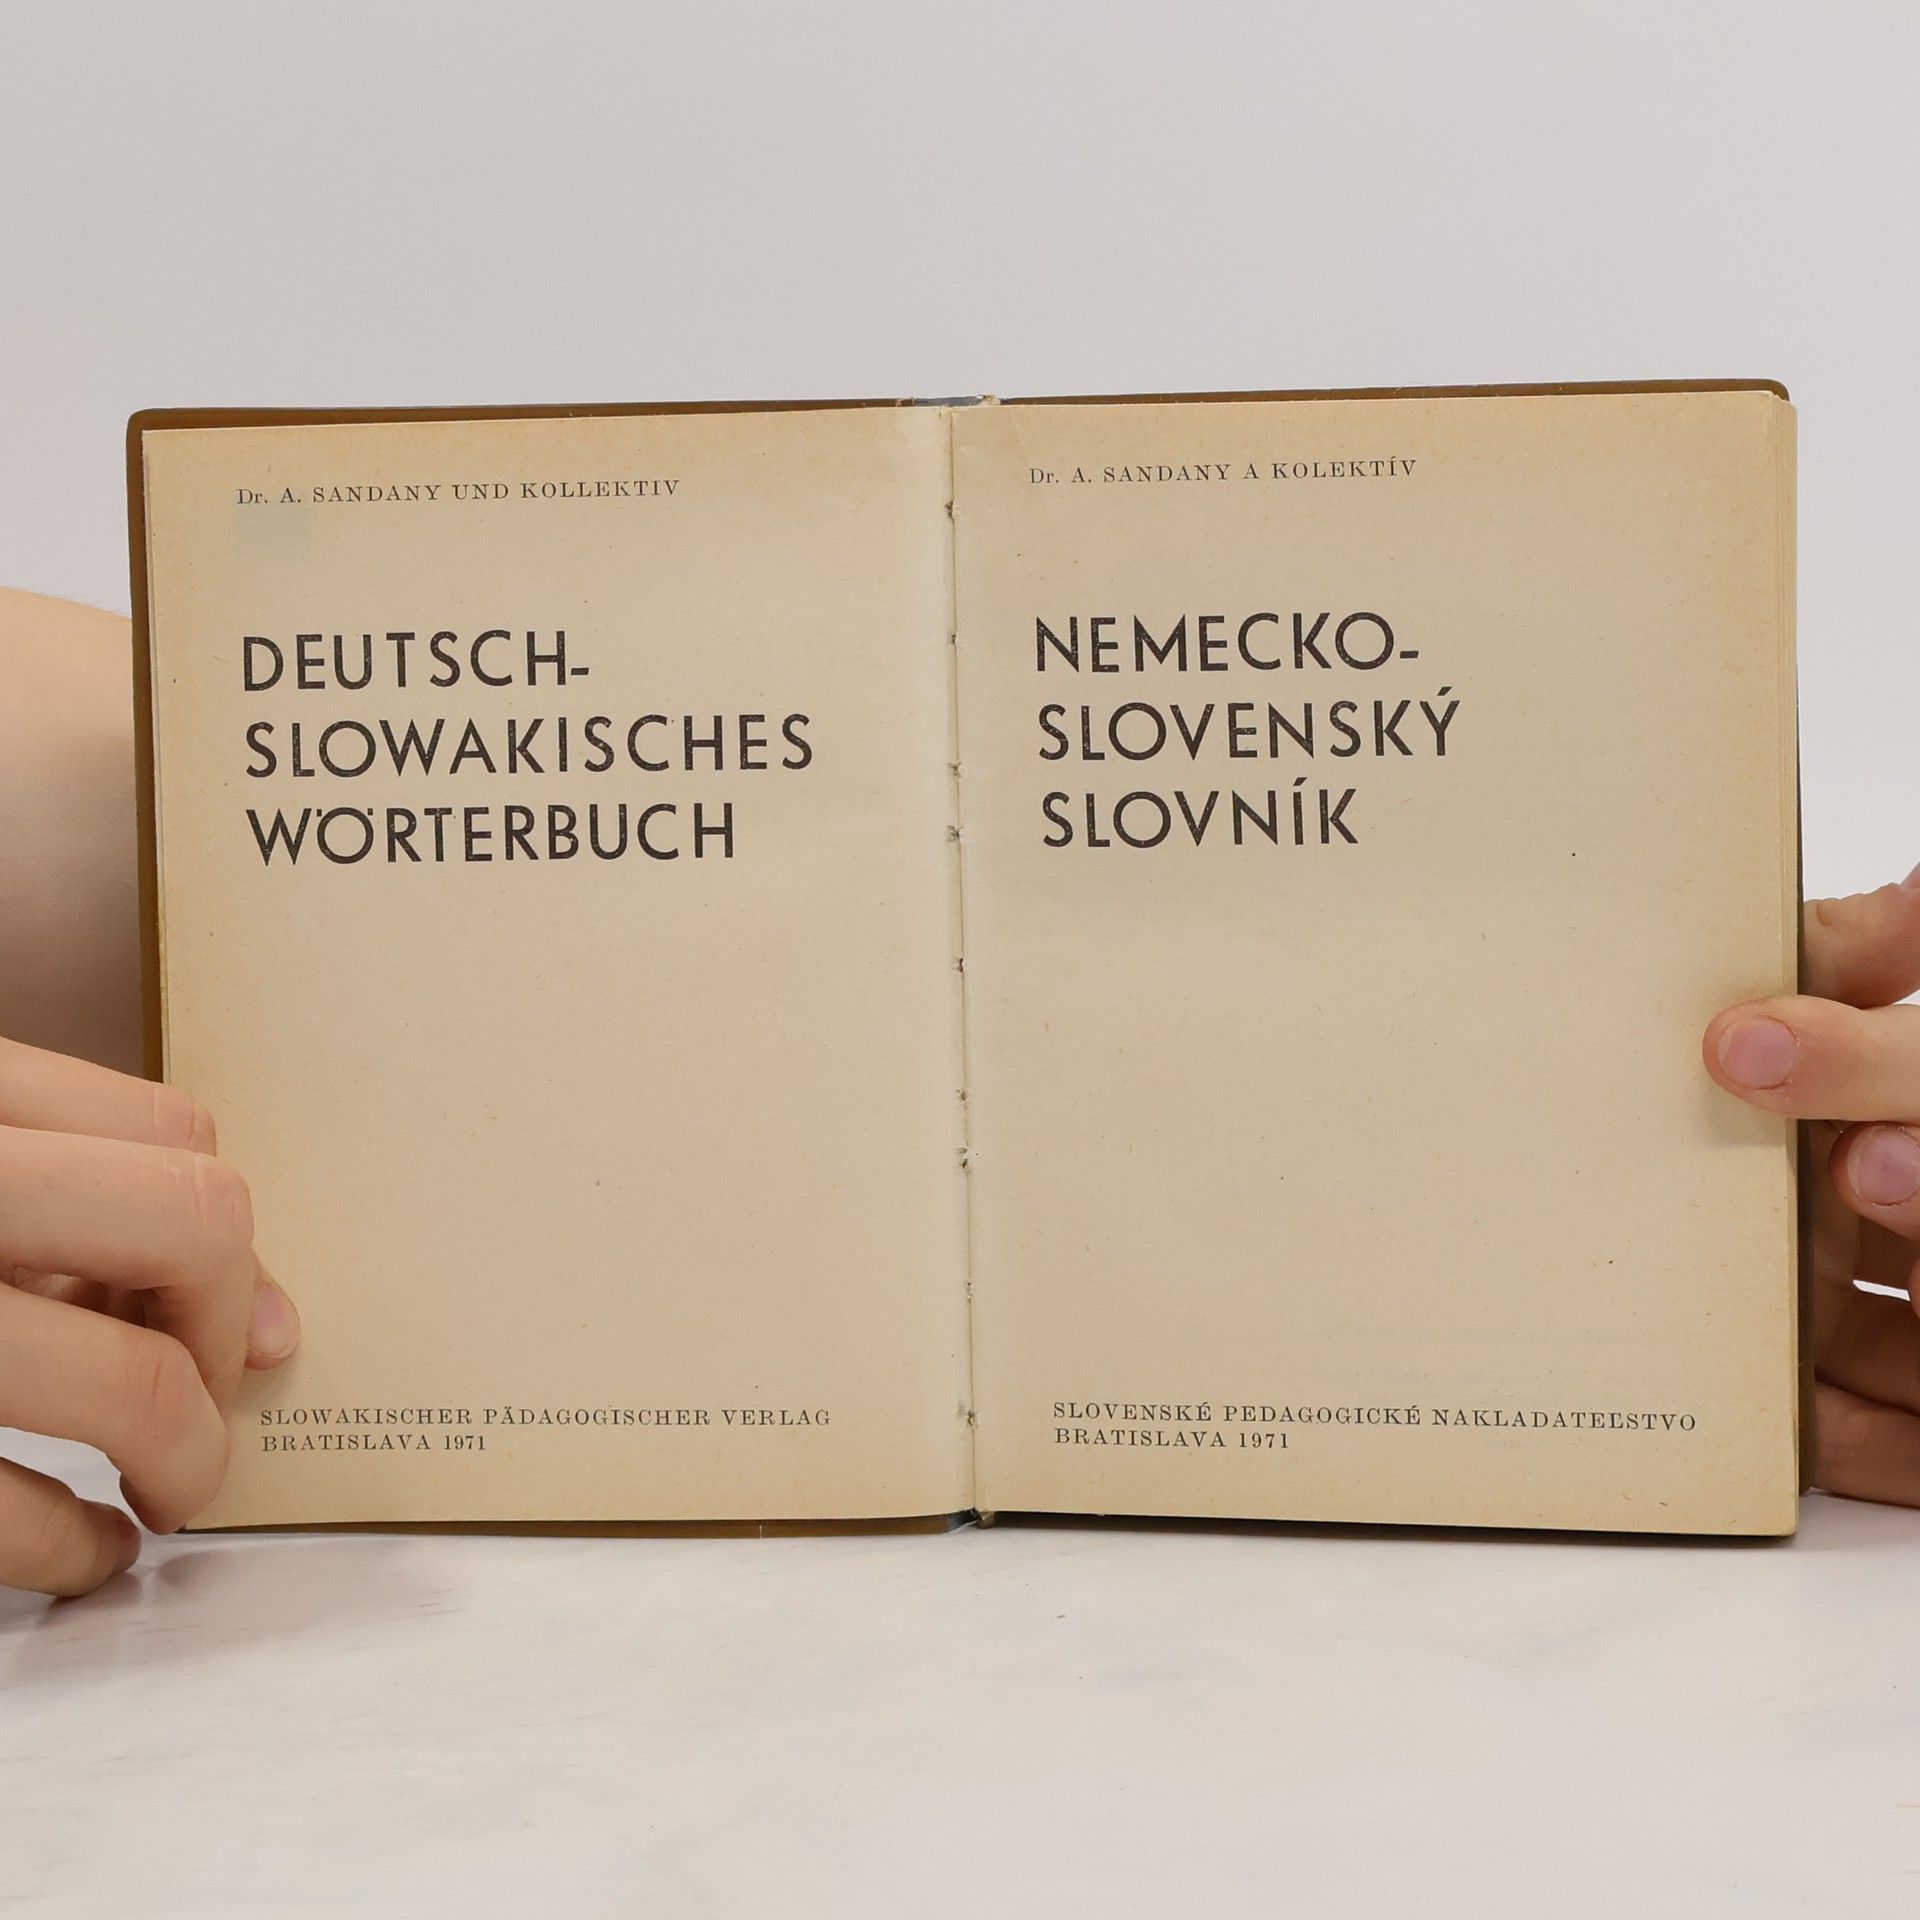 Dr. A. SANDANY UND KOLLEKTIV
DEUTSCH-
SLOWAKISCHES
WÖRTERBUCH
SLOWAKISCHER PÄDAGOGISCHER VERLAG
BRATISLAVA 1971
Dr. A. SANDANY A KOLEKTÍV
NEMECKO-
SLOVENSKÝ
SLOVNÍK
SLOVENSKÉ PEDAGOGICKÉ NAKLADATEĽSTVO
BRATISLAVA 1971